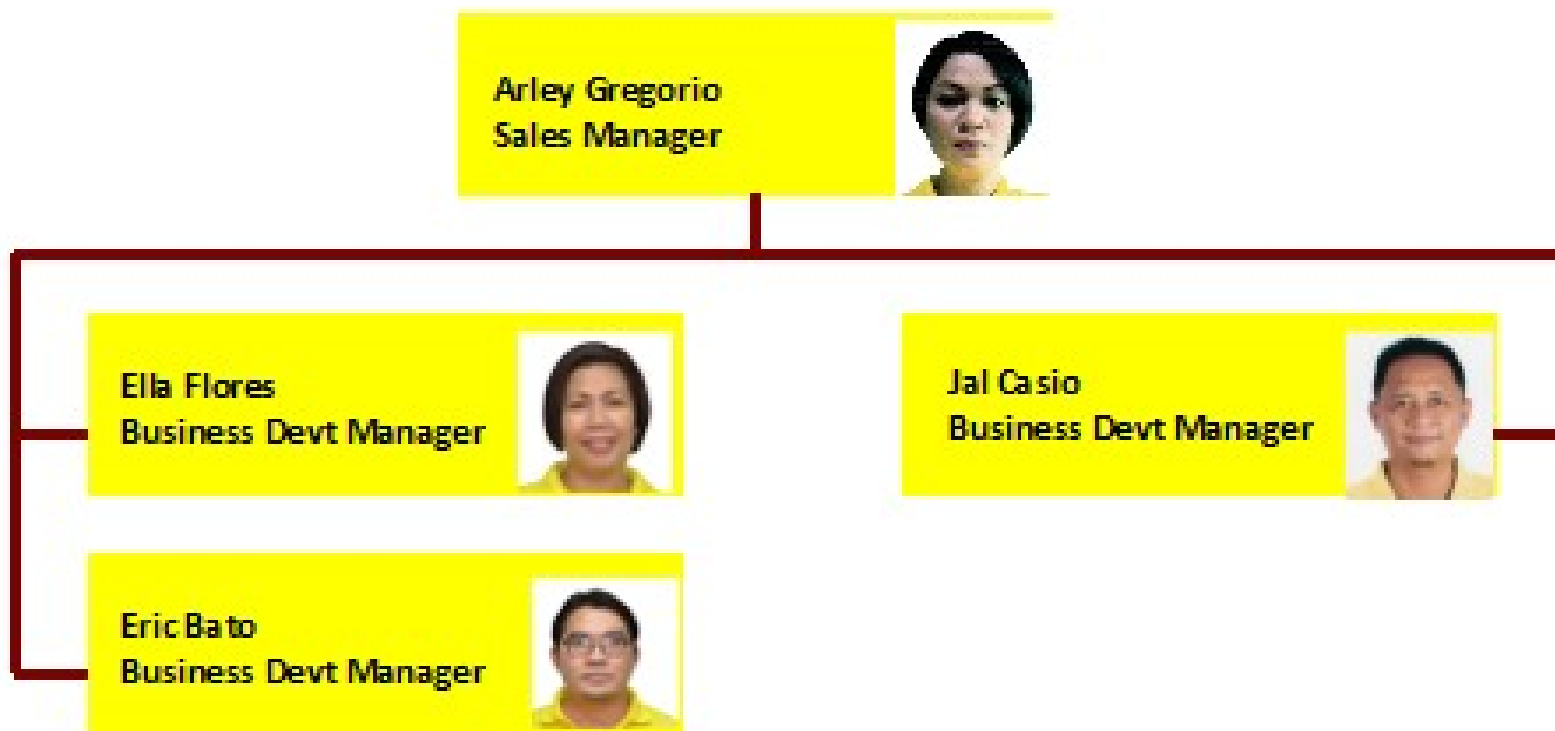 Arley Gregorio
Sales Manager
Ella Flores
Business Devt Manager
Jal Casio
Business Devt Manager
Eric Bato
Business Devt Manager